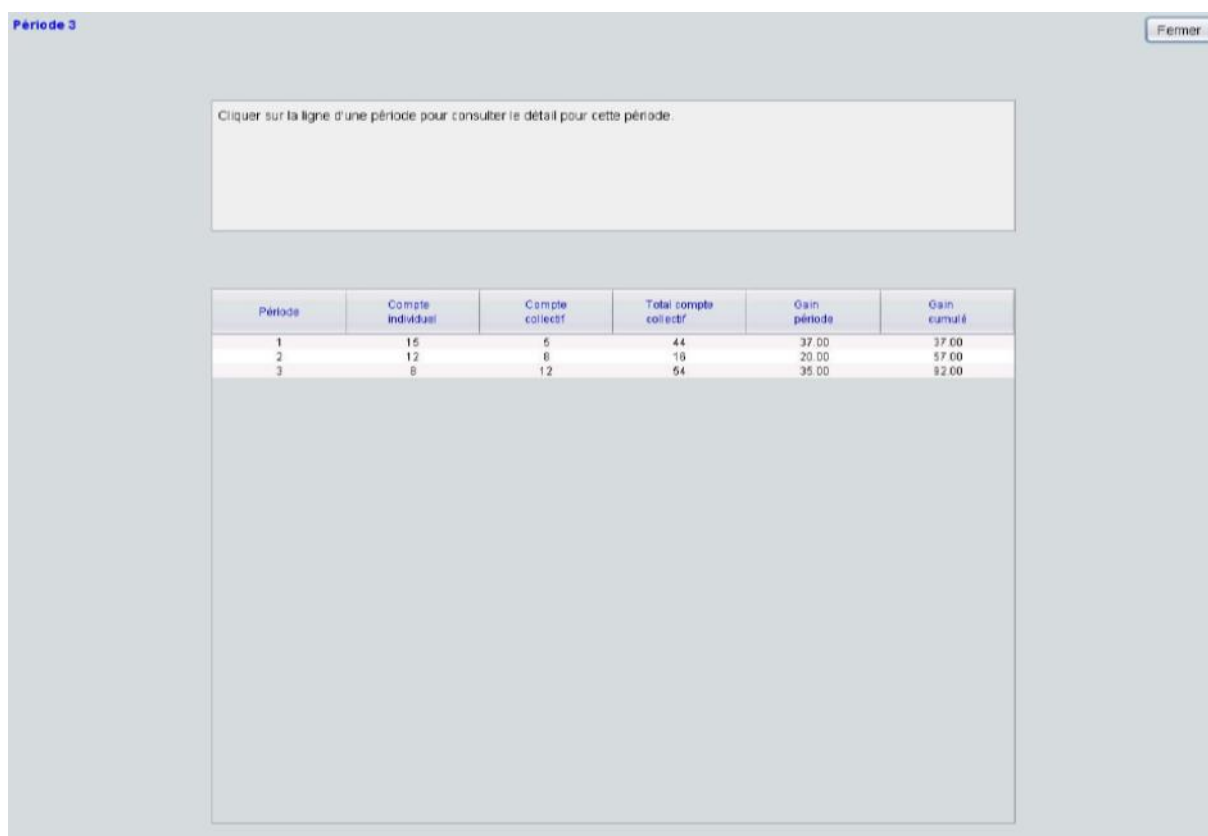 Période 3
Fermer
Cliquer sur la ligne d'une période pour consulter le détail pour cette période.
Période Compte individuel Compte collectif Total compte collectif Gain période Gain cumulé
1 15 5 44 37.00 37.00
2 12 8 16 20.00 57.00
3 8 12 54 35.00 92.00